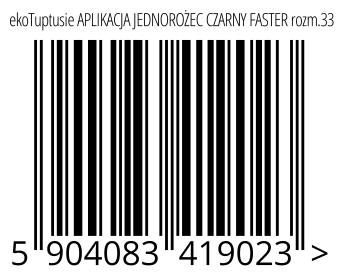 ekoTuptusie APLIKACJA JEDNOROŻEC CZARNY FASTER rozm.33
5 904083 419023 >